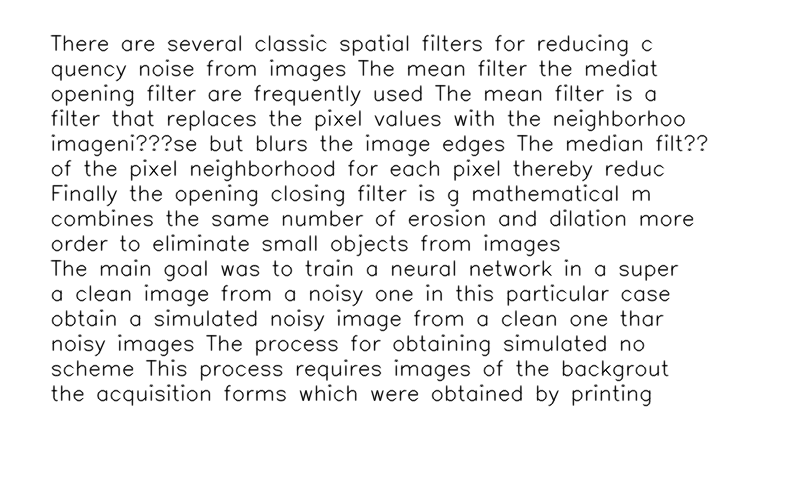 There are several classic spatial filters for reducing c
quency noise from images The mean filter the mediat
opening filter are frequently used The mean filter is a
filter that replaces the pixel values with the neighborhoo
imageni???se but blurs the image edges The median filt??
of the pixel neighborhood for each pixel thereby reduc
Finally the opening closing filter is g mathematical m
combines the same number of erosion and dilation more
order to eliminate small objects from images
The main goal was to train a neural network in a super
a clean image from a noisy one in this particular case
obtain a simulated noisy image from a clean one thar
noisy images The process for obtaining simulated no
scheme This process requires images of the backgrout
the acquisition forms which were obtained by printing